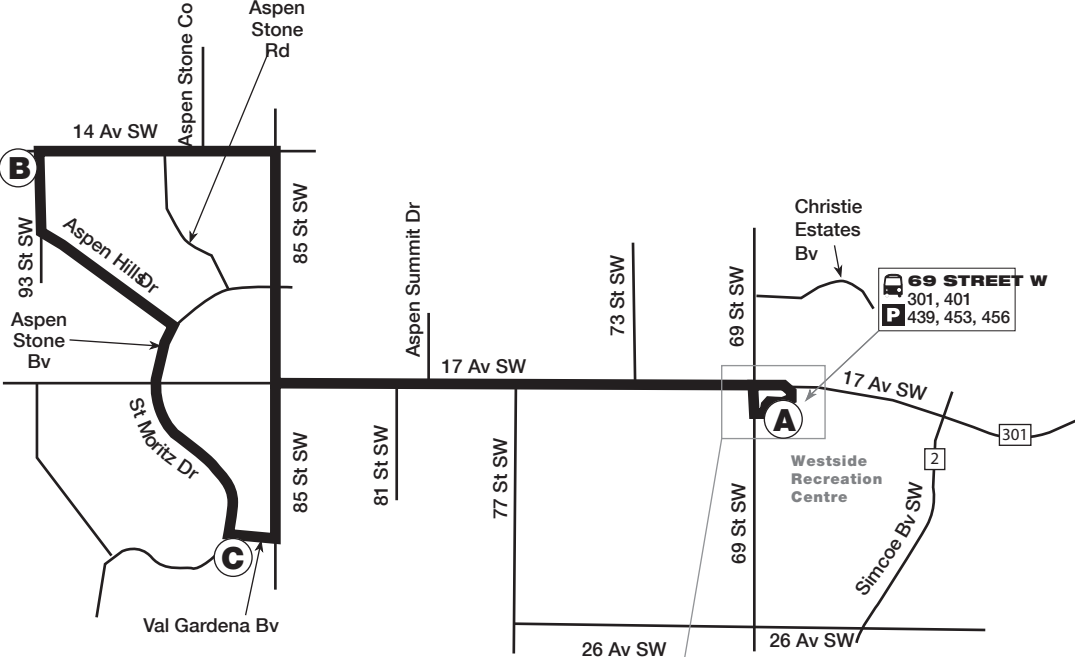 Aspen
Stone
Rd
Aspen Stone Co
14 Av SW
B
85 St SW
93 St SW
Aspen Hills Dr
Aspen
Stone
Bv
Aspen Summit Dr
73 St SW
69 St SW
Christie
Estates
Bv
69 STREET W
301, 401
P
439, 453, 456
17 Av SW
17 Av SW
A
301
2
St Moritz Dr
85 St SW
81 St SW
77 St SW
69 St SW
Westside
Recreation
Centre
Simcoe Bv SW
C
Val Gardena Bv
26 Av SW
26 Av SW